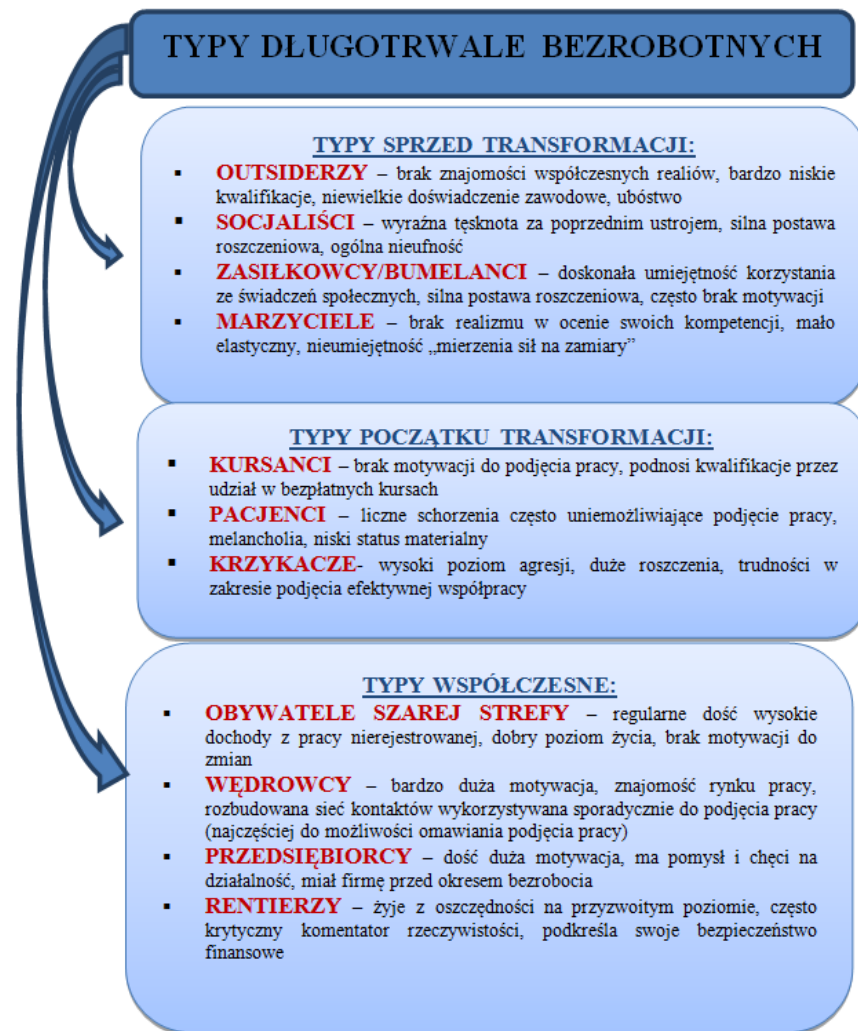 TYPY DŁUGOTRWALE BEZROBOTNYCH
TYPY SPRZED TRANSFORMACJI:
▪ OUTSIDERZY – brak znajomości współczesnych realiów, bardzo niskie
kwalifikacje, niewielkie doświadczenie zawodowe, ubóstwo
▪ SOCJALIŚCI – wyraźna tęsknota za poprzednim ustrojem, silna postawa
roszczeniowa, ogólna nieufność
▪ ZASIŁKOWCY/BUMELANCI – doskonała umiejętność korzystania
ze świadczeń społecznych, silna postawa roszczeniowa, często brak motywacji
▪ MARZYCIELE – brak realizmu w ocenie swoich kompetencji, mało
elastyczny, nieumiejętność „mierzenia sił na zamiary”
TYPY POCZĄTKU TRANSFORMACJI:
▪ KURSANCI – brak motywacji do podjęcia pracy, podnosi kwalifikacje przez
udział w bezpłatnych kursach
▪ PACJENCI – liczne schorzenia często uniemożliwiające podjęcie pracy,
melancholia, niski status materialny
▪ KRZYKACZE- wysoki poziom agresji, duże roszczenia, trudności w
zakresie podjęcia efektywnej współpracy
TYPY WSPÓŁCZESNE:
▪ OBYWATELE SZAREJ STREFY – regularne dość wysokie
dochody z pracy nierejestrowanej, dobry poziom życia, brak motywacji do
zmian
▪ WĘDROWCY – bardzo duża motywacja, znajomość rynku pracy,
rozbudowana sieć kontaktów wykorzystywana sporadycznie do podjęcia pracy
(najczęściej do możliwości omawiania podjęcia pracy)
▪ PRZEDSIĘBIORCY – dość duża motywacja, ma pomysł i chęci na
działalność, miał firmę przed okresem bezrobocia
▪ RENTIERZY – żyje z oszczędności na przyzwoitym poziomie, często
krytyczny komentator rzeczywistości, podkreśla swoje bezpieczeństwo
finansowe